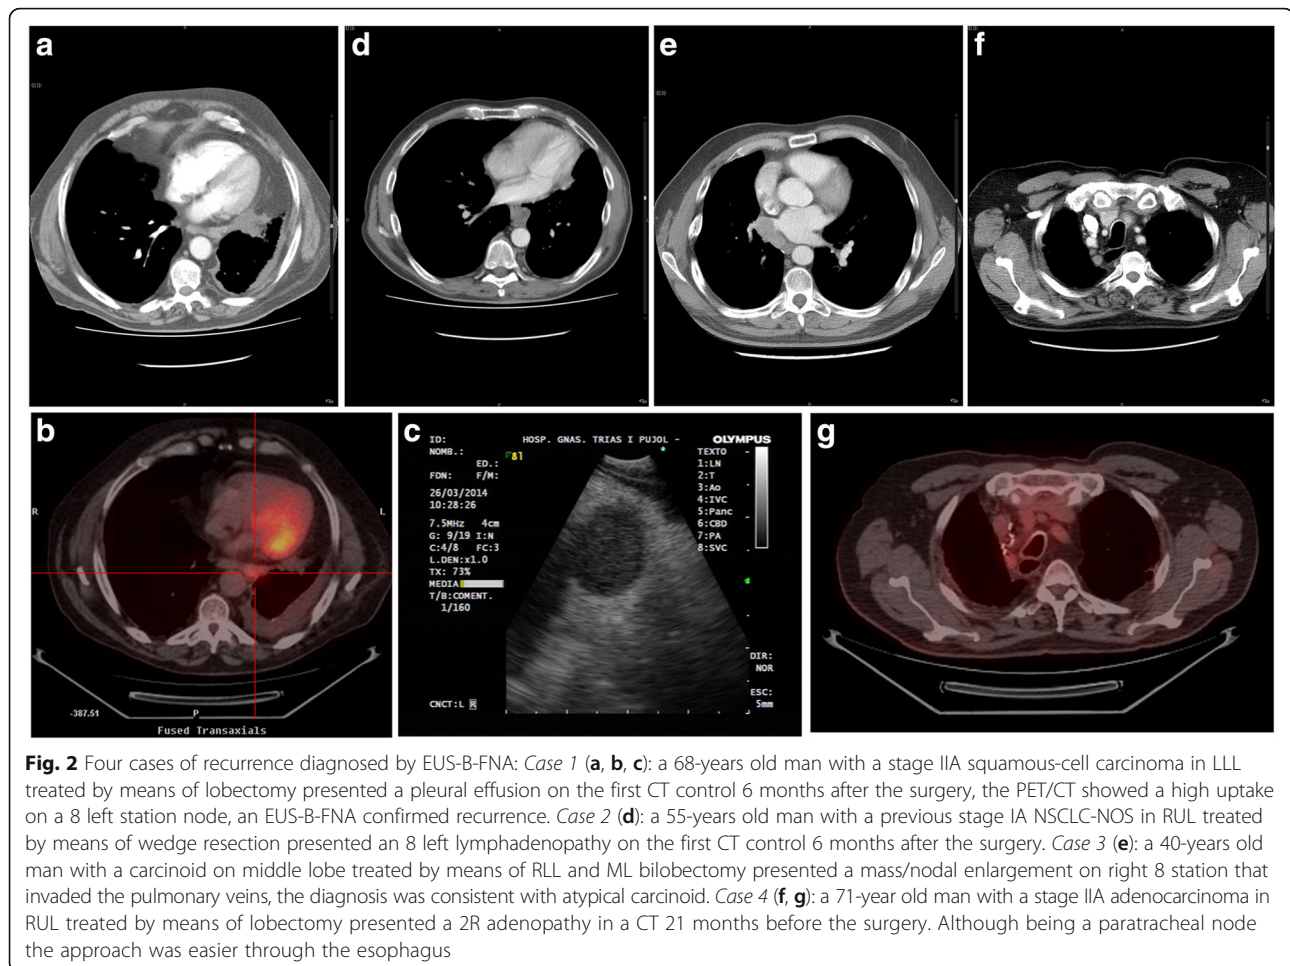 a
d
e
f
b
R
L
-387.51
P
Fused Transaxials
c
ID:
HOSP. GNAS. TRIAS I PUJOL -
OLYMPUS
NOMB.:
81
ED.:
FDN: F/M:
26/03/2014
10:28:26
7.5MHz 4cm
G: 9/19 I:N
C:4/8 FC:3
L.DEN:x1.0
TX: 73%
MEDIA
T/B:COMENT.
1/160
CNCT:L R
TEXTO
1:LN
2:T
3:Ao
4:IVC
5:Panc
6:CBD
7:PA
8:SVC
DIR:
NOR
ESC:
5mm
g
Fig. 2 Four cases of recurrence diagnosed by EUS-B-FNA: Case 1 (a, b, c): a 68-years old man with a stage IIA squamous-cell carcinoma in LLL
treated by means of lobectomy presented a pleural effusion on the first CT control 6 months after the surgery, the PET/CT showed a high uptake
on a 8 left station node, an EUS-B-FNA confirmed recurrence. Case 2 (d): a 55-years old man with a previous stage IA NSCLC-NOS in RUL treated
by means of wedge resection presented an 8 left lymphadenopathy on the first CT control 6 months after the surgery. Case 3 (e): a 40-years old
man with a carcinoid on middle lobe treated by means of RLL and ML bilobectomy presented a mass/nodal enlargement on right 8 station that
invaded the pulmonary veins, the diagnosis was consistent with atypical carcinoid. Case 4 (f, g): a 71-year old man with a stage IIA adenocarcinoma in
RUL treated by means of lobectomy presented a 2R adenopathy in a CT 21 months before the surgery. Although being a paratracheal node
the approach was easier through the esophagus